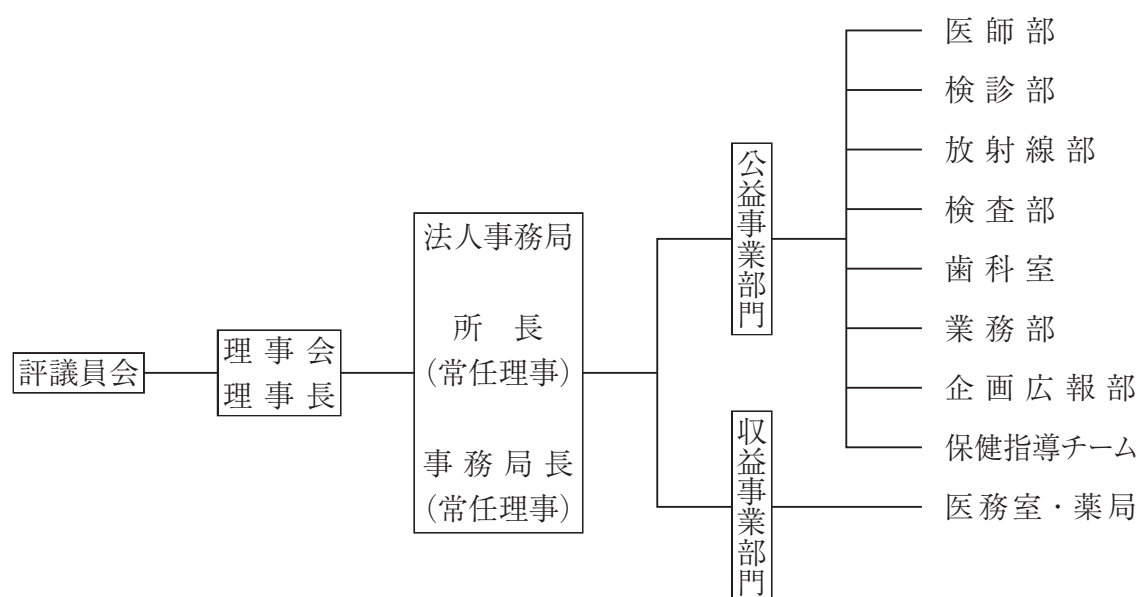 評議員会
理事会
理事長
法人事務局
所長
（常任理事）
事務局長
（常任理事）
公益事業部門
医師部
検診部
放射線部
検査部
歯科室
業務部
企画広報部
保健指導チーム
収益事業部門
医務室・薬局